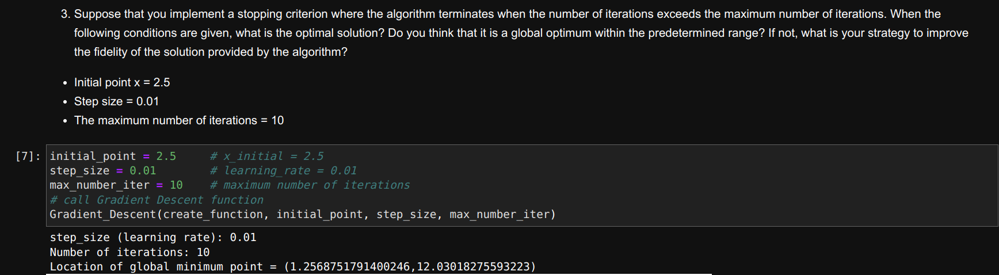 3. Suppose that you implement a stopping criterion where the algorithm terminates when the number of iterations exceeds the maximum number of iterations. When the
following conditions are given, what is the optimal solution? Do you think that it is a global optimum within the predetermined range? If not, what is your strategy to improve
the fidelity of the solution provided by the algorithm?
• Initial point x = 2.5
• Step size = 0.01
• The maximum number of iterations = 10
[7]: initial_point = 2.5     # x_initial = 2.5
step_size = 0.01         # learning_rate = 0.01
max_number_iter = 10    # maximum number of iterations
# call Gradient Descent function
Gradient_Descent(create_function, initial_point, step_size, max_number_iter)
step_size (learning rate): 0.01
Number of iterations: 10
Location of global minimum point = (1.2568751791400246,12.03018275593223)